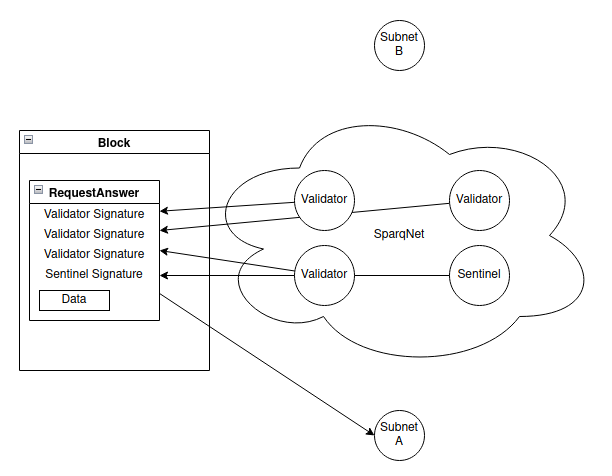 Subnet
B
Block
RequestAnswer
Validator Signature
Validator Signature
Validator Signature
Sentinel Signature
Data
Validator
Validator
SparqNet
Validator
Sentinel
Subnet
A